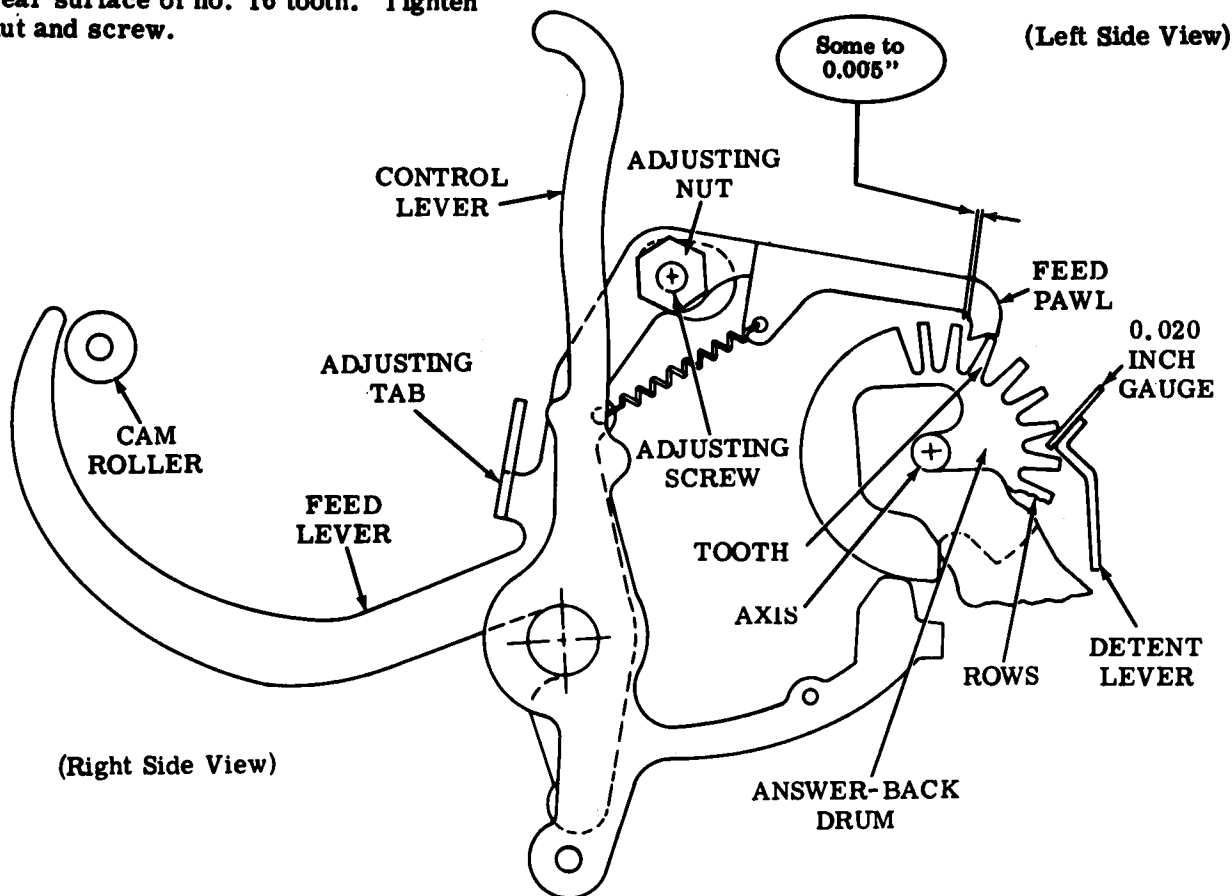 rear surface of no. 16 tooth. Tighten
nut and screw.
(Left Side View)
Some to
0.005"
ADJUSTING
NUT
CONTROL
LEVER
FEED
PAWL
0.020
INCH
GAUGE
ADJUSTING
TAB
CAM
ROLLER
ADJUSTING
SCREW
FEED
LEVER
TOOTH
AXIS
ROWS
DETENT
LEVER
(Right Side View)
ANSWER-BACK
DRUM